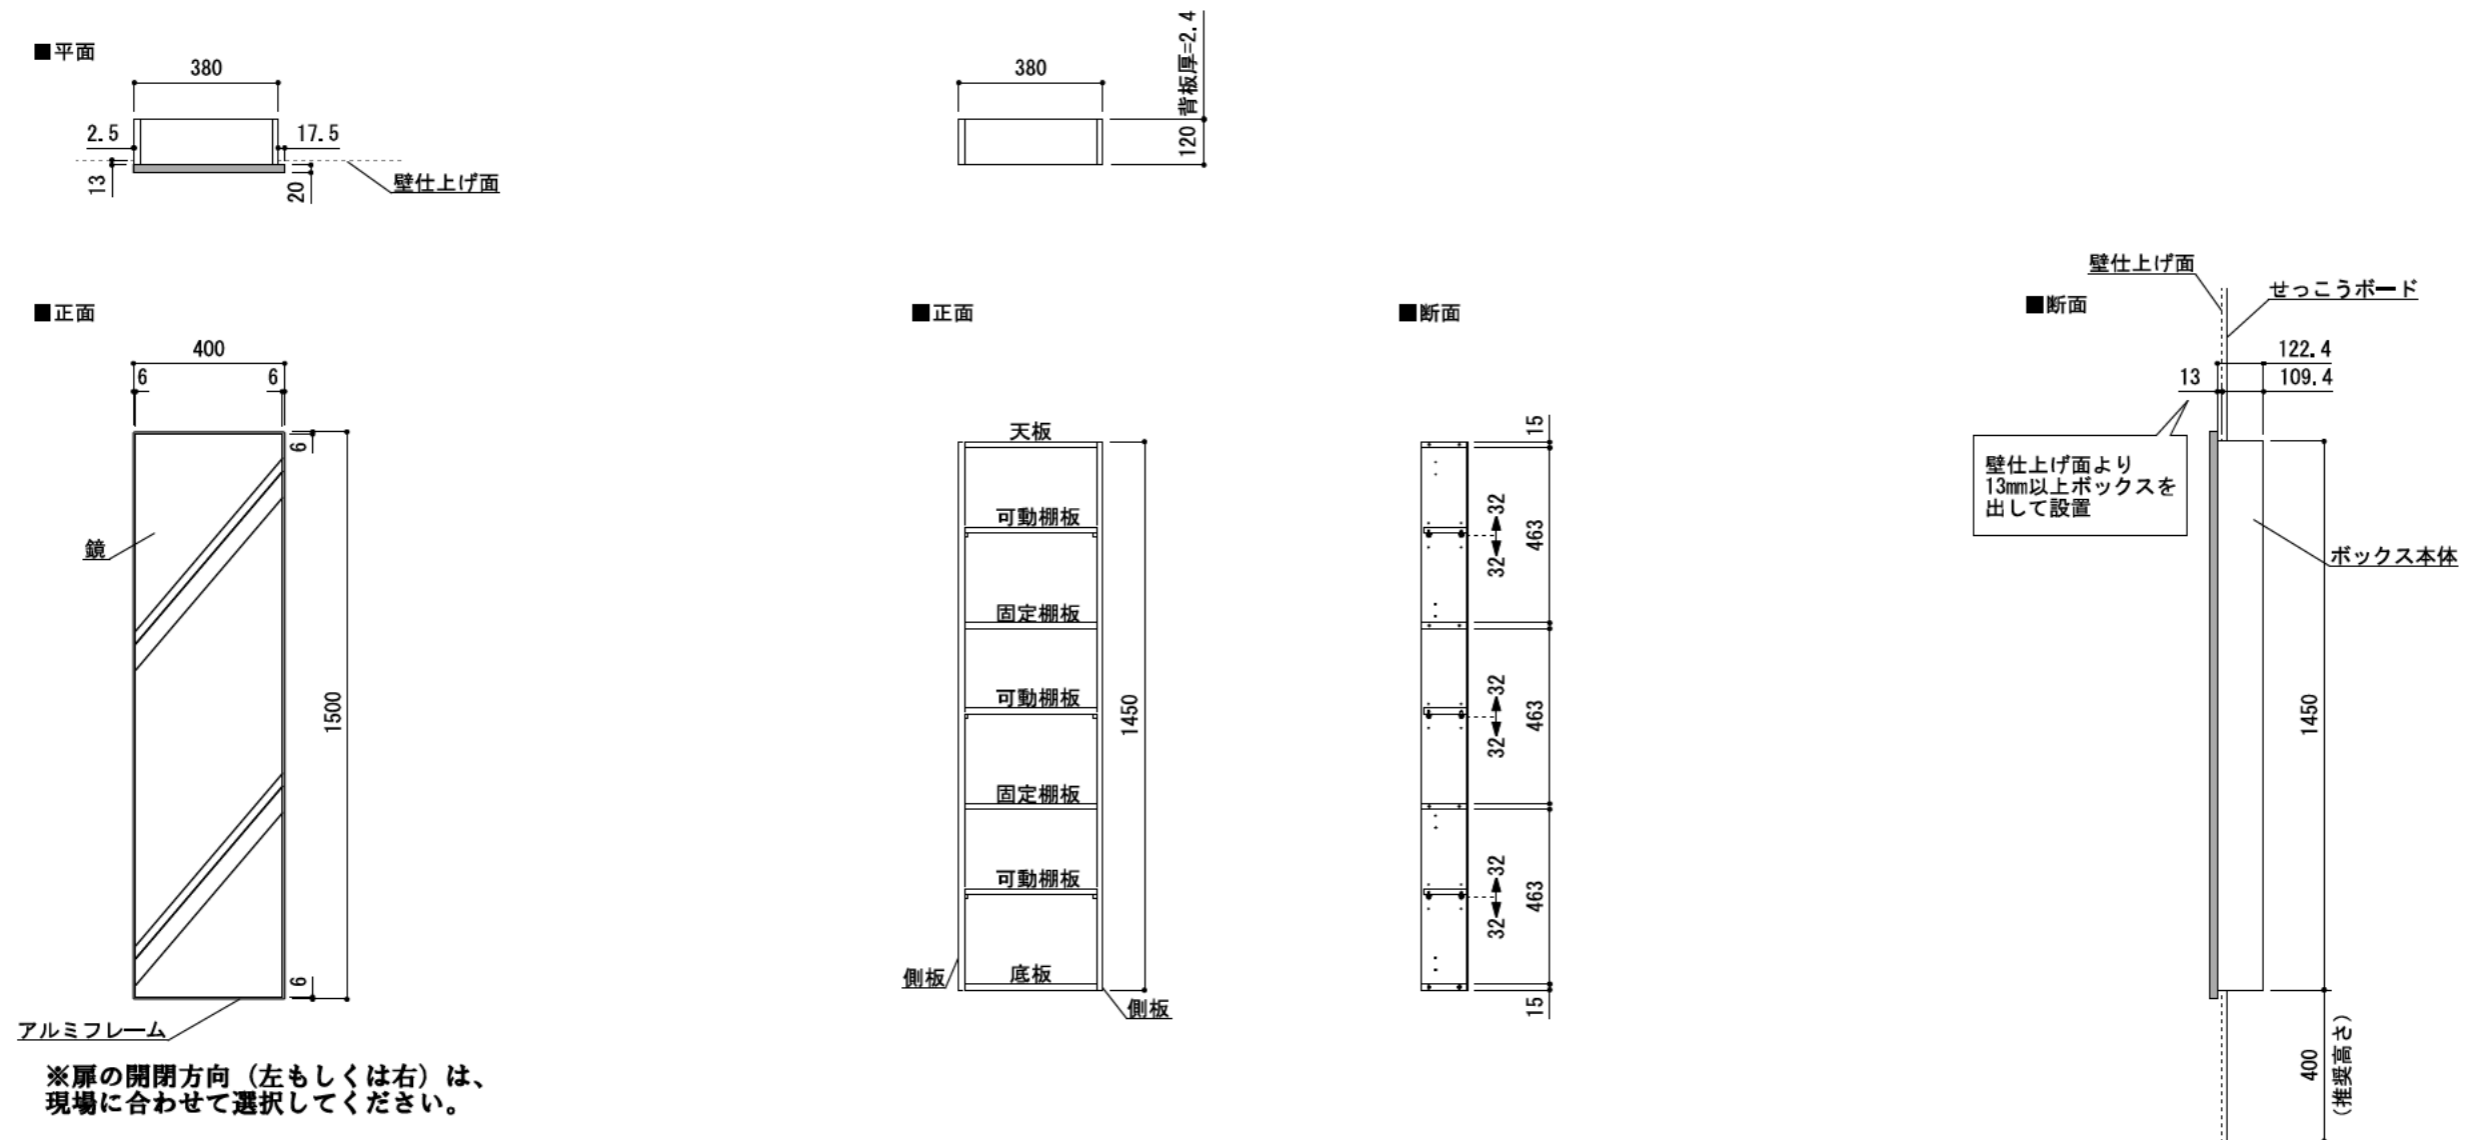 ■平面
380
2.5
17.5
13
20
壁仕上げ面
380
背板厚=2.4
120
■正面
400
6
6
6
鏡
1500
6
アルミフレーム
※扉の開閉方向（左もしくは右）は、
現場に合わせて選択してください。
■正面
天板
可動棚板
固定棚板
可動棚板
固定棚板
可動棚板
底板
側板
側板
1450
■断面
15
32
32
463
32
32
463
32
32
463
15
■断面
壁仕上げ面
せっこうボード
122.4
13
109.4
壁仕上げ面より
13㎜以上ボックスを
出して設置
ボックス本体
1450
400
（推奨高さ）